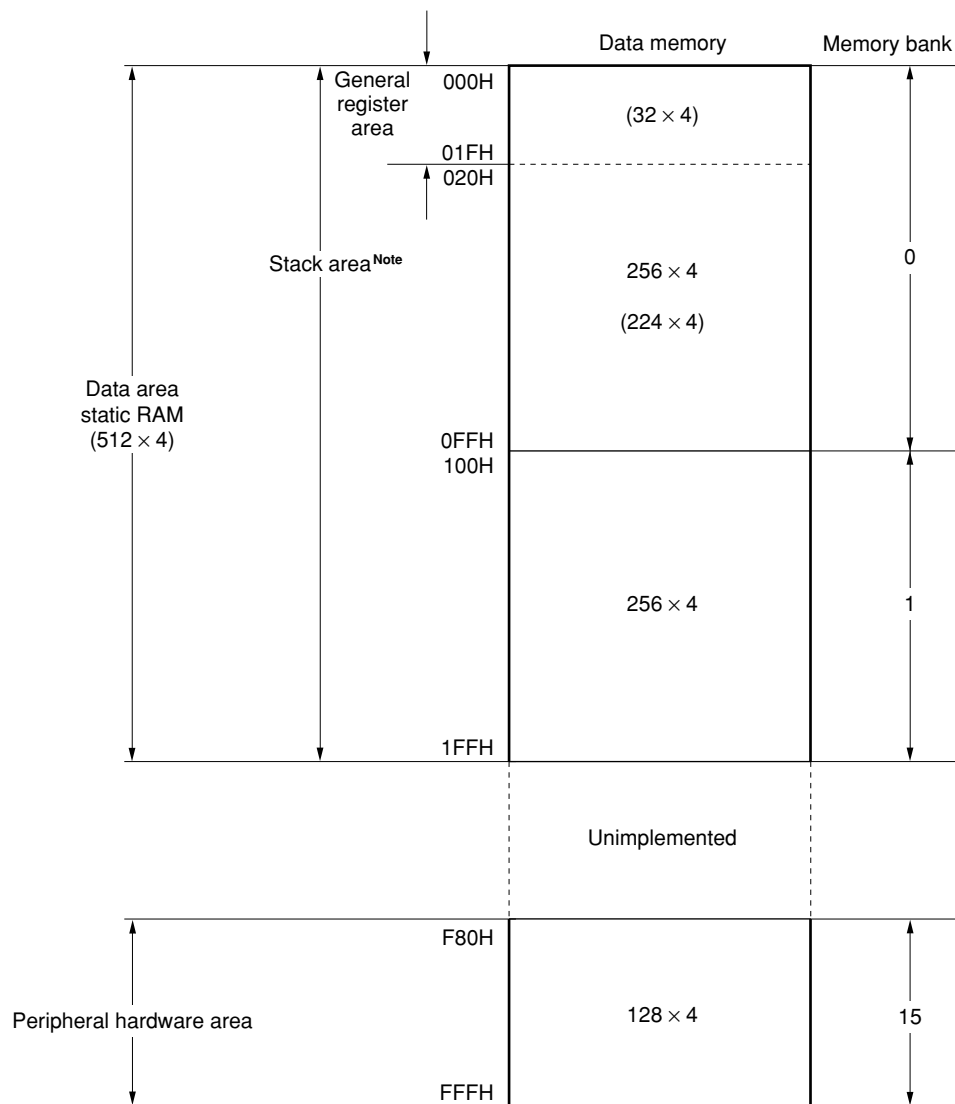 Data memory
Memory bank
General
register
area
000H
(32 × 4)
01FH
020H
Stack areaNote
256 × 4
(224 × 4)
0
Data area
static RAM
(512 × 4)
0FFH
100H
256 × 4
1
1FFH
Unimplemented
F80H
Peripheral hardware area
128 × 4
15
FFFH